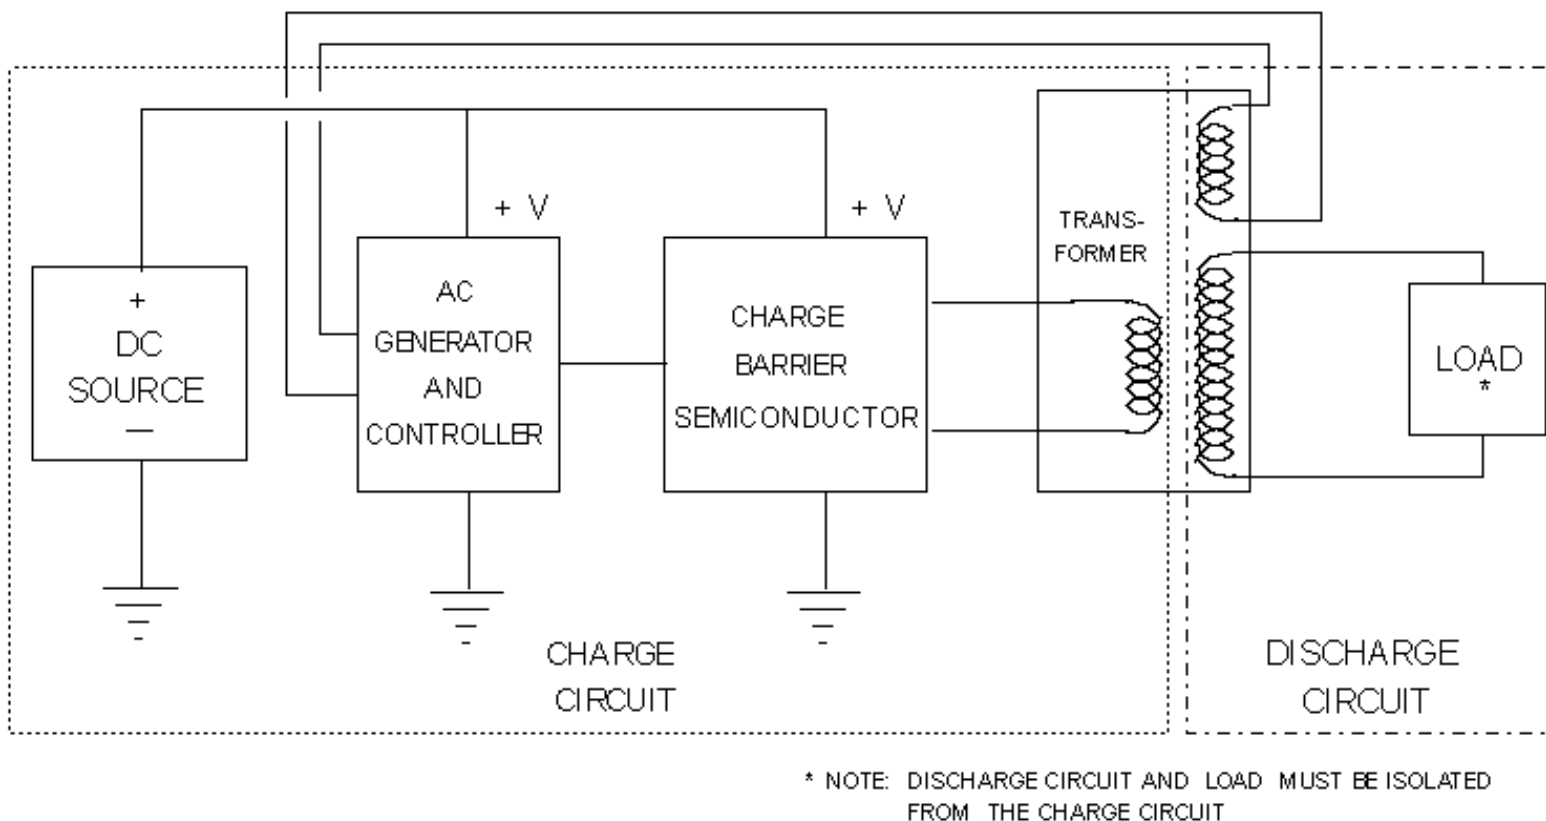 + V
+ V
+
DC
SOURCE
—
AC
GENERATOR
AND
CONTROLLER
CHARGE
BARRIER
SEMICONDUCTOR
TRANS-
FORMER
LOAD
*
CHARGE
CIRCUIT
DISCHARGE
CIRCUIT
* NOTE: DISCHARGE CIRCUIT AND LOAD MUST BE ISOLATED
FROM THE CHARGE CIRCUIT